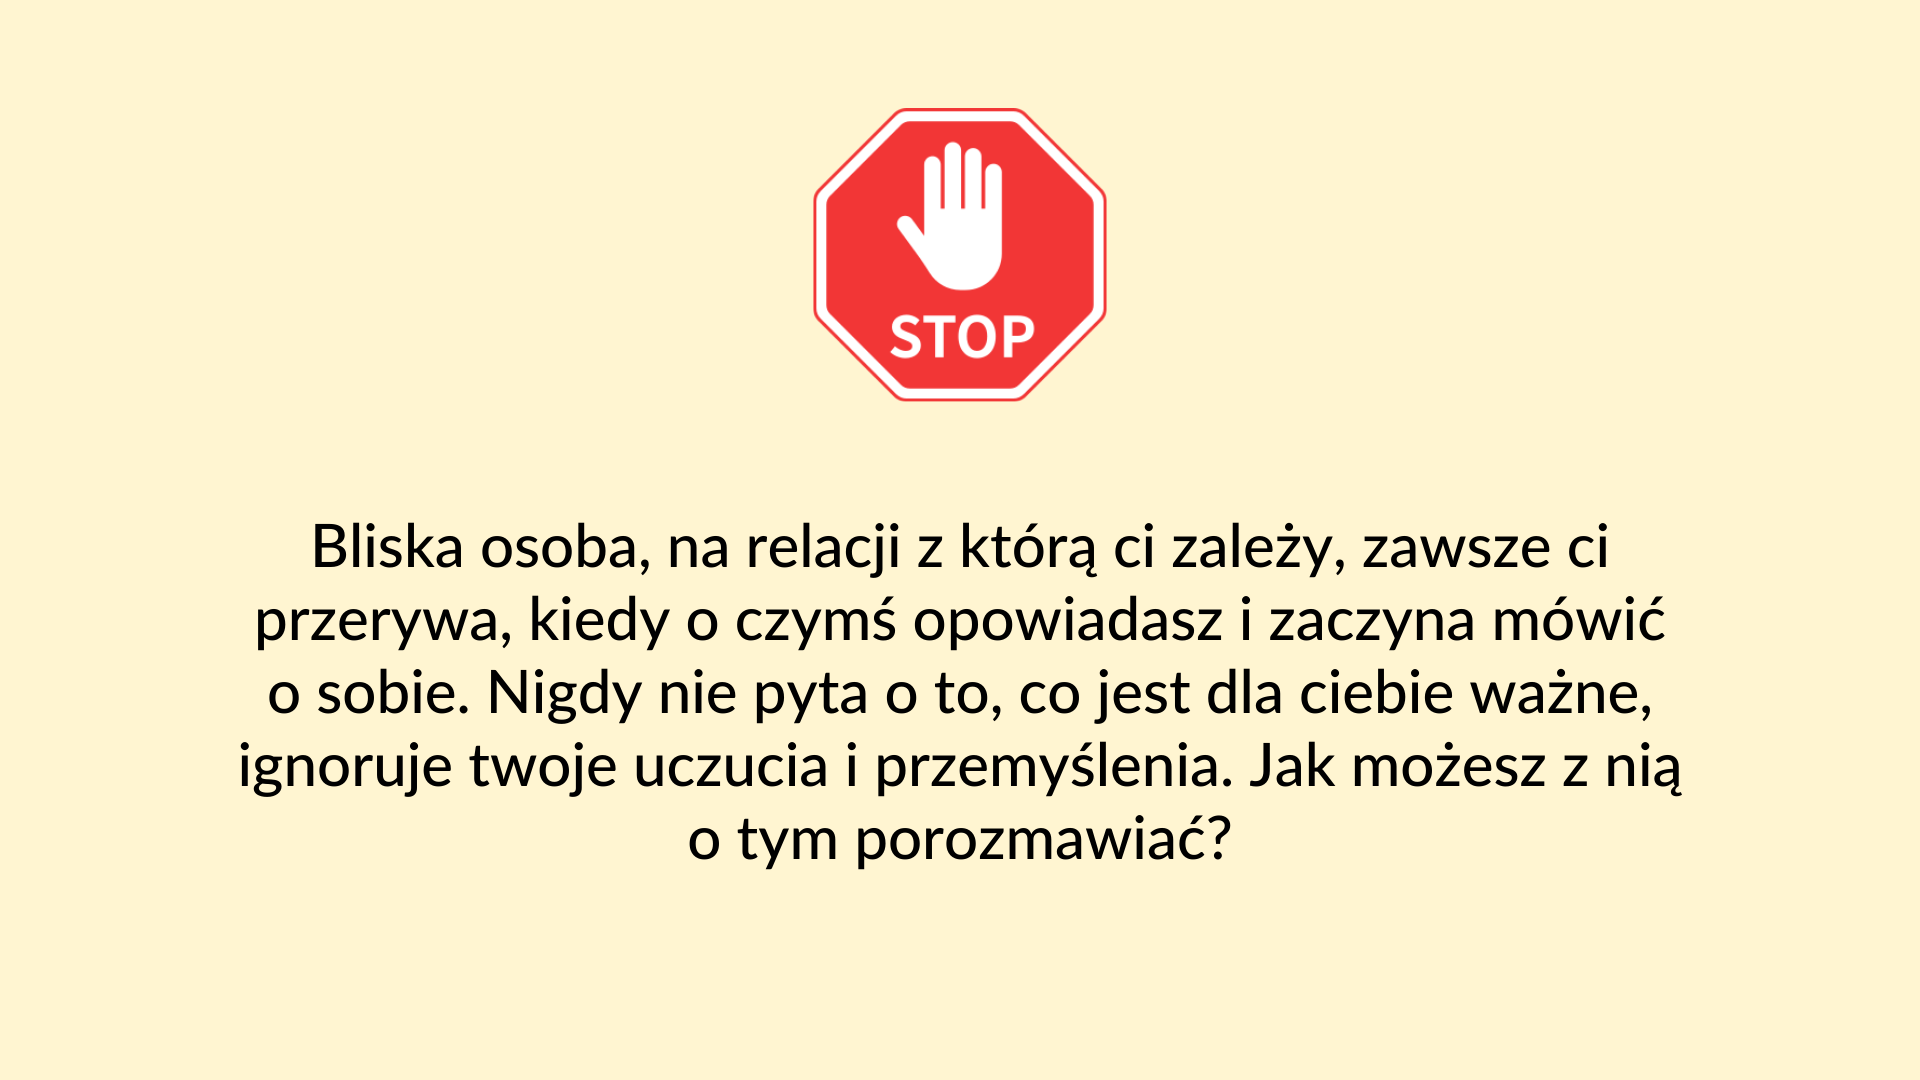 STOP
Bliska osoba, na relacji z którą ci zależy, zawsze ci
przerywa, kiedy o czymś opowiadasz i zaczyna mówić
o sobie. Nigdy nie pyta o to, co jest dla ciebie ważne,
ignoruje twoje uczucia i przemyślenia. Jak możesz z nią
o tym porozmawiać?